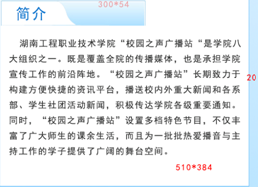 300*54
简介
湖南工程职业技术学院“校园之声广播站“是学院八
大组织之一。既是覆盖全院的传播媒体，也是承担学院
宣传工作的前沿阵地。“校园之声广播站”长期致力于
构建方便快捷的资讯平台，播送校内外重大新闻和各系
部、学生社团活动新闻，积极传达学院各级重要通知。
20
同时，“校园之声广播站”设置多档特色节目，不仅丰
富了广大师生的课余生活，而且为一批批热爱播音与主
持工作的学子提供了广阔的舞台空间。
510*384